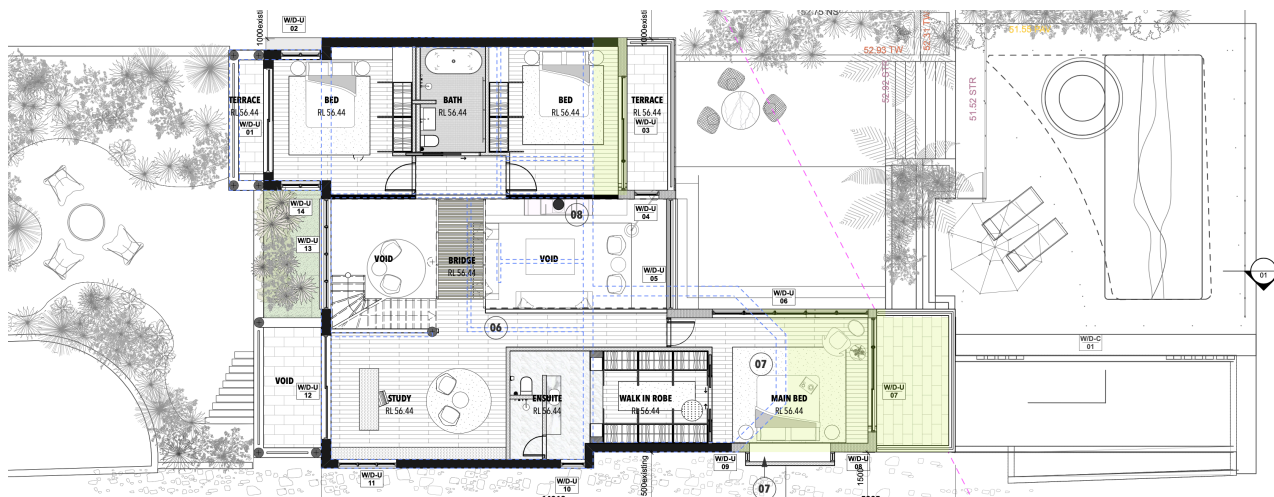 W/D-U
02
1000existi
1000existi
52.75 NS
52.93 TW
TERRACE
RL 56.44
W/D-U
01
BED
RL 56.44
BATH
RL 56.44
BED
RL 56.44
TERRACE
RL 56.44
W/D-U
03
51.52 STR
W/D-U
14
W/D-U
13
VOID
BRIDGE
RL 56.44
08
VOID
W/D-U
04
W/D-U
05
W/D-U
06
01
06
VOID
W/D-U
12
STUDY
RL 56.44
ENSUITE
RL 56.44
WALK IN ROBE
RL 56.44
07
MAIN BED
RL 56.44
W/D-U
07
W/D-C
01
W/D-U
11
W/D-U
10
500existing
W/D-U
09
07
W/D-U
08
1500